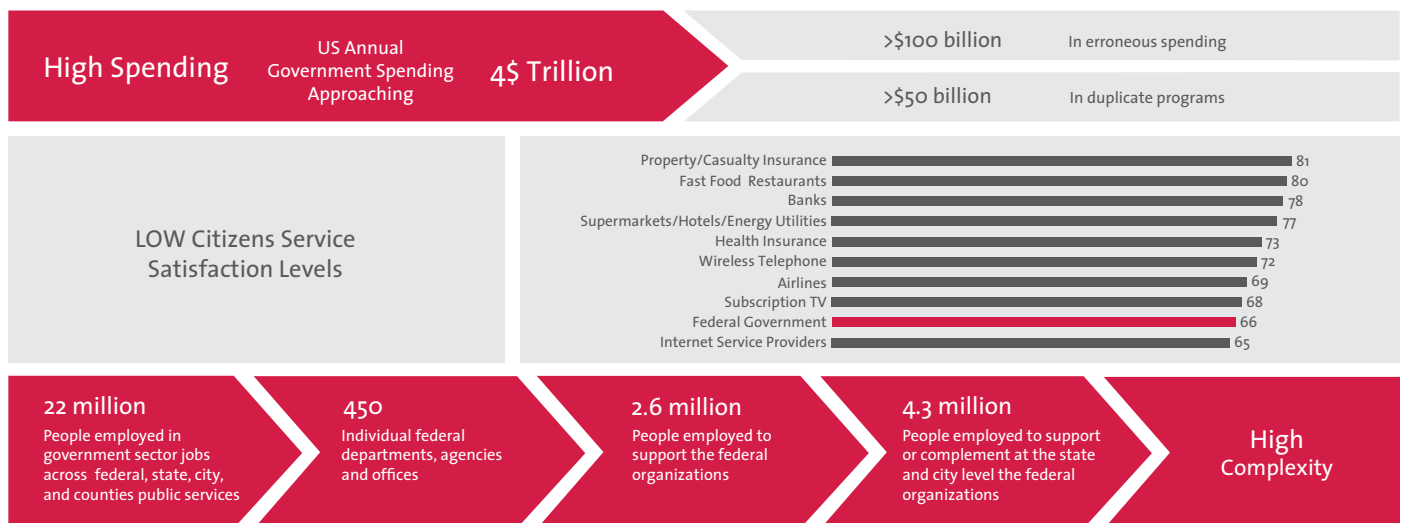 High Spending
US Annual
Government Spending
Approaching
4$ Trillion
>$100 billion
In erroneous spending
>$50 billion
In duplicate programs
LOW Citizens Service
Satisfaction Levels
Property/Casualty Insurance 81
Fast Food Restaurants 80
Banks 78
Supermarkets/Hotels/Energy Utilities 77
Health Insurance 73
Wireless Telephone 72
Airlines 69
Subscription TV 68
Federal Government 66
Internet Service Providers 65
22 million
People employed in
government sector jobs
across federal, state, city,
and counties public services
450
Individual federal
departments, agencies
and offices
2.6 million
People employed to
support the federal
organizations
4.3 million
People employed to support
or complement at the state
and city level the federal
organizations
High
Complexity